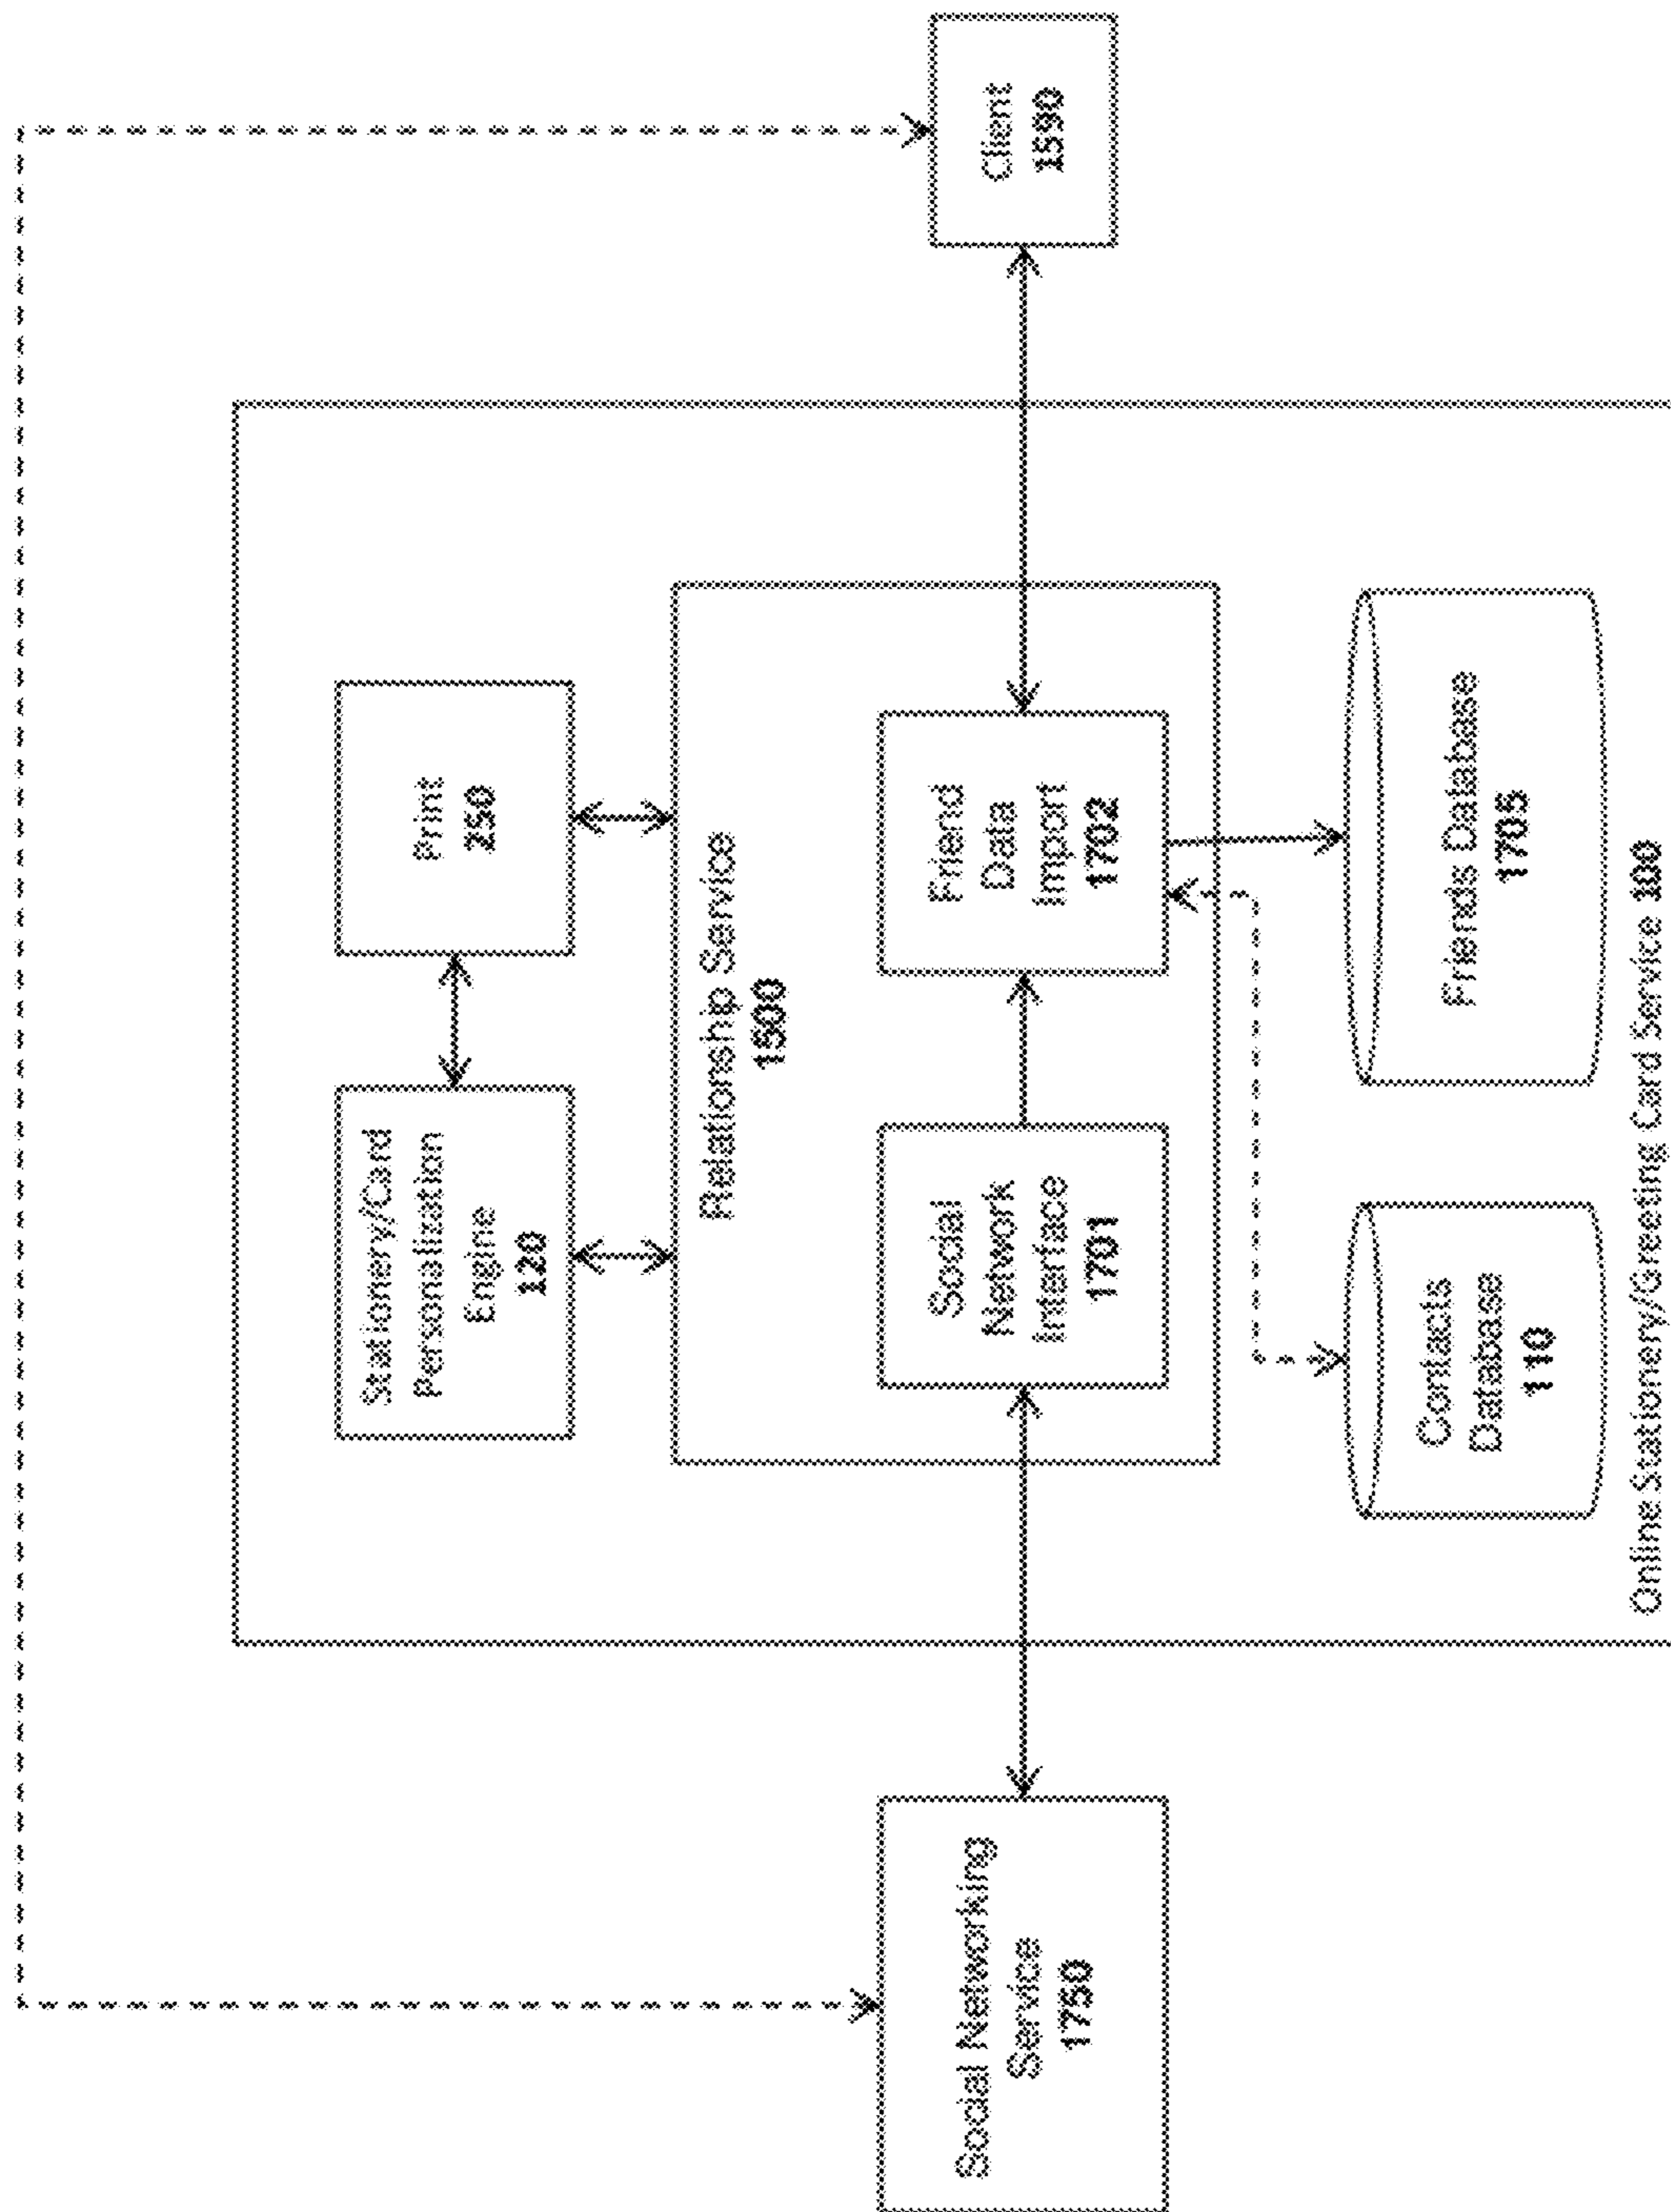 Stationery/Card
Personalization
Engine
120
Print
250
Relationship Service
1500
Social Networking
Service
1750
Social
Network
Interface
1701
Friend
Data
Import
1702
Client
1590
Contacts
Database
110
Friends Database
1705
Online Stationery/Greeting Card Service 100